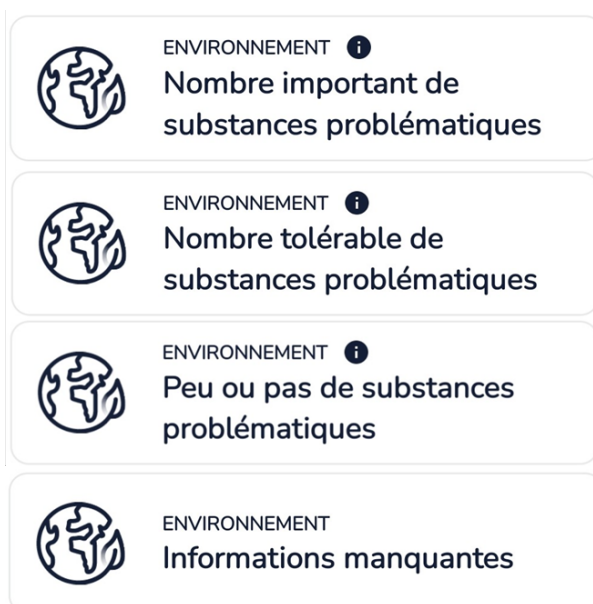 ENVIRONNEMENT i
Nombre important de
substances problématiques
ENVIRONNEMENT i
Nombre tolérable de
substances problématiques
ENVIRONNEMENT i
Peu ou pas de substances
problématiques
ENVIRONNEMENT
Informations manquantes